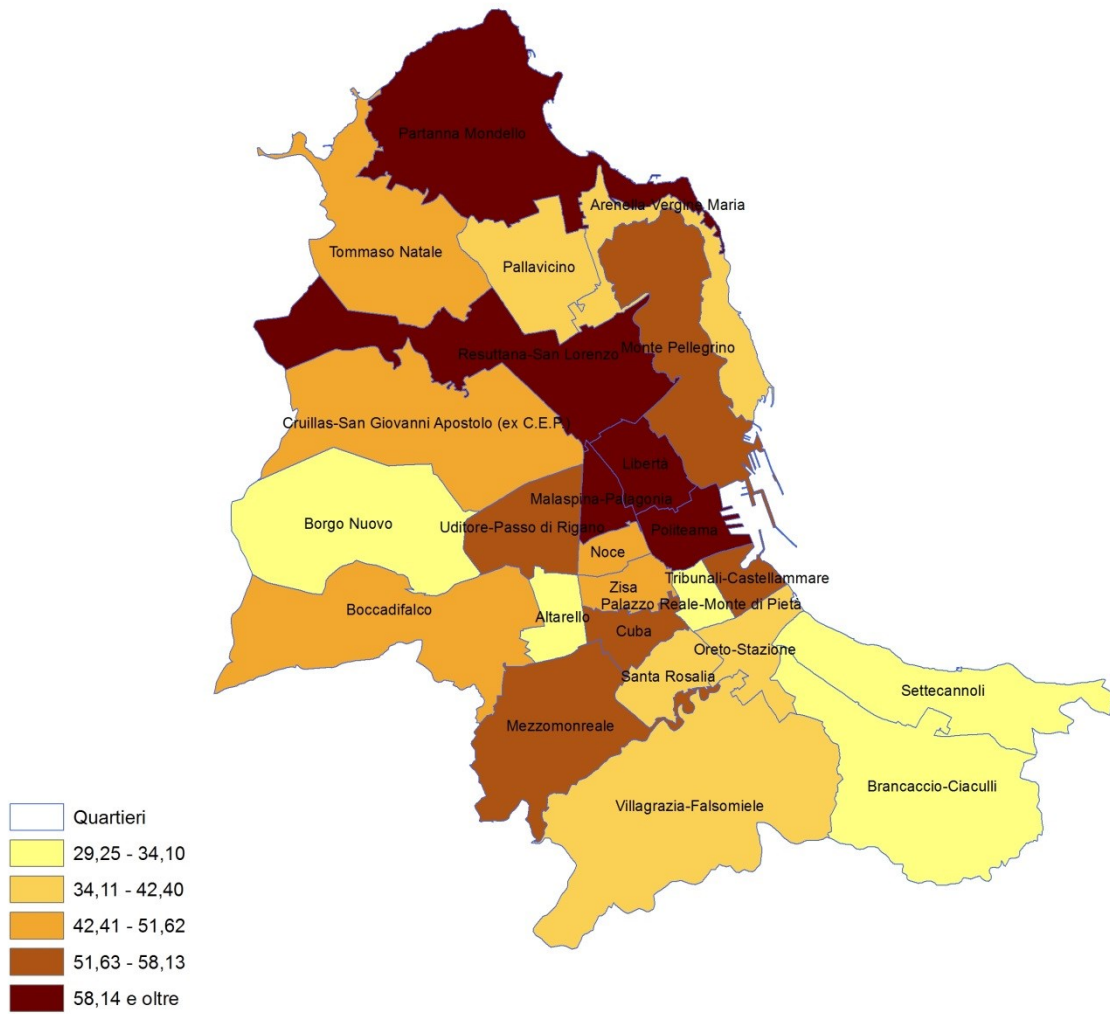 Partanna Mondello
Arenella-Vergine Maria
Tommaso Natale
Pallavicino
Resuttana-San Lorenzo
Monte Pellegrino
Cruillas-San Giovanni Apostolo (ex C.E.P.)
Libertà
Malaspina-Palagonia
Borgo Nuovo
Uditore-Passo di Rigano
Politeama
Noce
Tribunali-Castellammare
Zisa
Palazzo Reale-Monte di Pietà
Boccadifalco
Altarello
Cuba
Oreto-Stazione
Santa Rosalia
Settecannoli
Mezzomonreale
Brancaccio-Ciaculli
Villagrazia-Falsomiele
Quartieri
29,25 - 34,10
34,11 - 42,40
42,41 - 51,62
51,63 - 58,13
58,14 e oltre